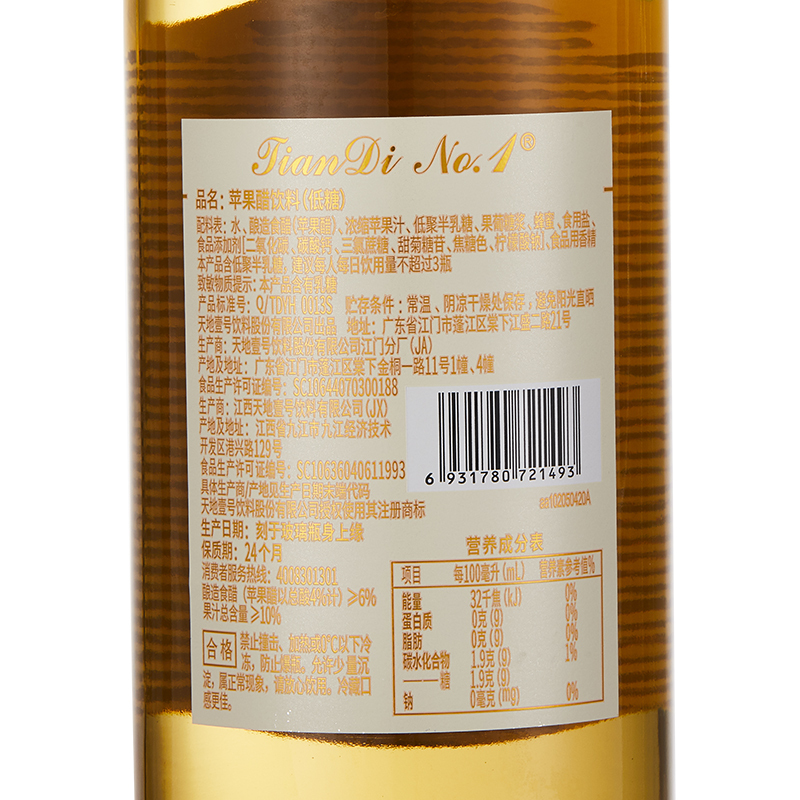 TianDi No.1®
品名：苹果醋饮料（低糖）
配料表：水、酿造食醋（苹果醋）、浓缩苹果汁、低聚半乳糖、果葡糖浆、蜂蜜、食用盐、
食品添加剂[二氧化碳、碳酸钙、三氯蔗糖、甜菊糖苷、焦糖色、柠檬酸钠]、食品用香精
本产品含低聚半乳糖，建议每人每日饮用量不超过3瓶
致敏物质提示：本产品含有乳糖
产品标准号：Q/TDYH 0013S 贮存条件：常温、阴凉干燥处保存，避免阳光直晒
天地壹号饮料股份有限公司出品 地址：广东省江门市蓬江区棠下江盛二路21号
生产商：天地壹号饮料股份有限公司江门分厂(JA)
产地及地址：广东省江门市蓬江区棠下金桐一路11号1幢、4幢
食品生产许可证编号：SC10644070300188
生产商：江西天地壹号饮料有限公司(JX)
产地及地址：江西省九江市九江经济技术
开发区港兴路129号
食品生产许可证编号：SC10636040611993
具体生产商/产地见生产日期末端代码
天地壹号饮料股份有限公司授权使用其注册商标
生产日期：刻于玻璃瓶身上缘
保质期：24个月
消费者服务热线：4008301301
酿造食醋（苹果醋以总酸4%计）≥6%
果汁总含量≥10%
合格 禁止撞击、加热或0℃以下冷
冻，防止爆瓶，允许少量沉
淀，属正常现象，请放心饮用。冷藏口
感更佳。
6 931780 721493
an102050420A
营养成分表
项目 每100毫升(mL) 营养素参考值%
能量 32千焦(kJ) 0%
蛋白质 0克(g) 0%
脂肪 0克(g) 0%
碳水化合物 1.9克(g) 1%
——糖 1.9克(g)
钠 0毫克(mg) 0%